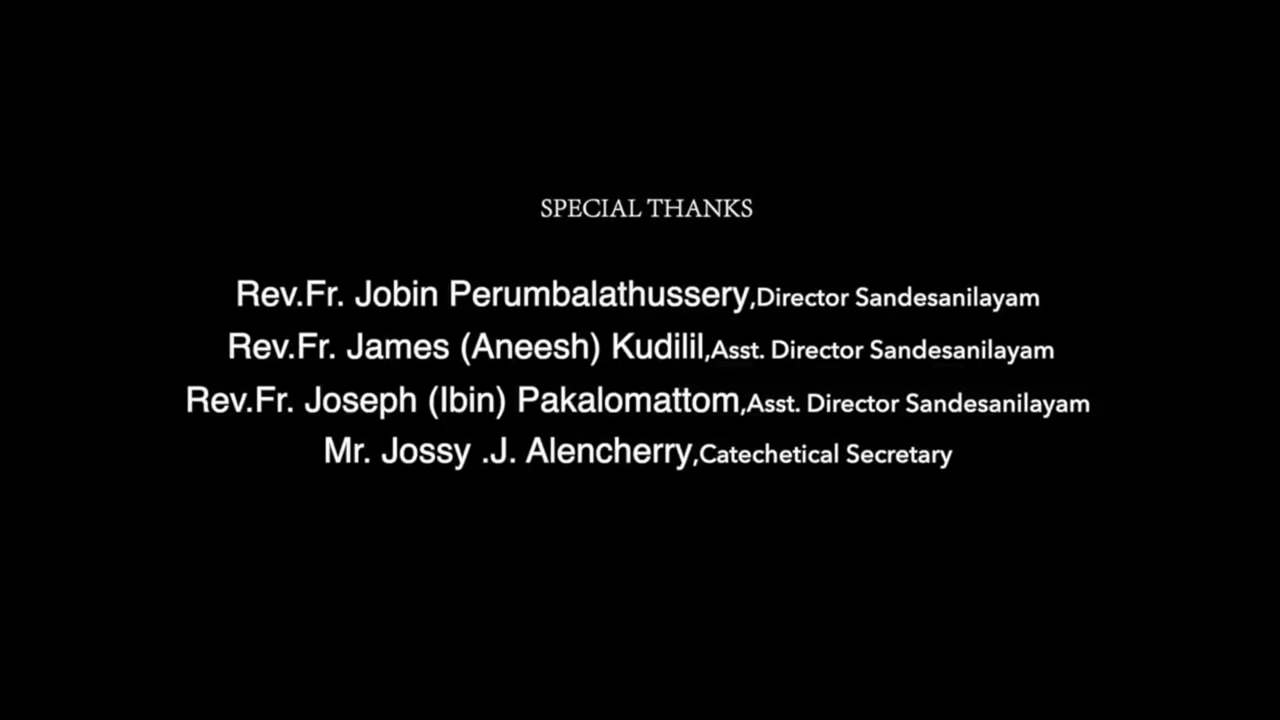 SPECIAL THANKS
Rev.Fr. Jobin Perumbalathussery,Director Sandesanilayam
Rev.Fr. James (Aneesh) Kudilil,Asst. Director Sandesanilayam
Rev.Fr. Joseph (Ibin) Pakalomattom,Asst. Director Sandesanilayam
Mr. Jossy .J. Alencherry,Catechetical Secretary